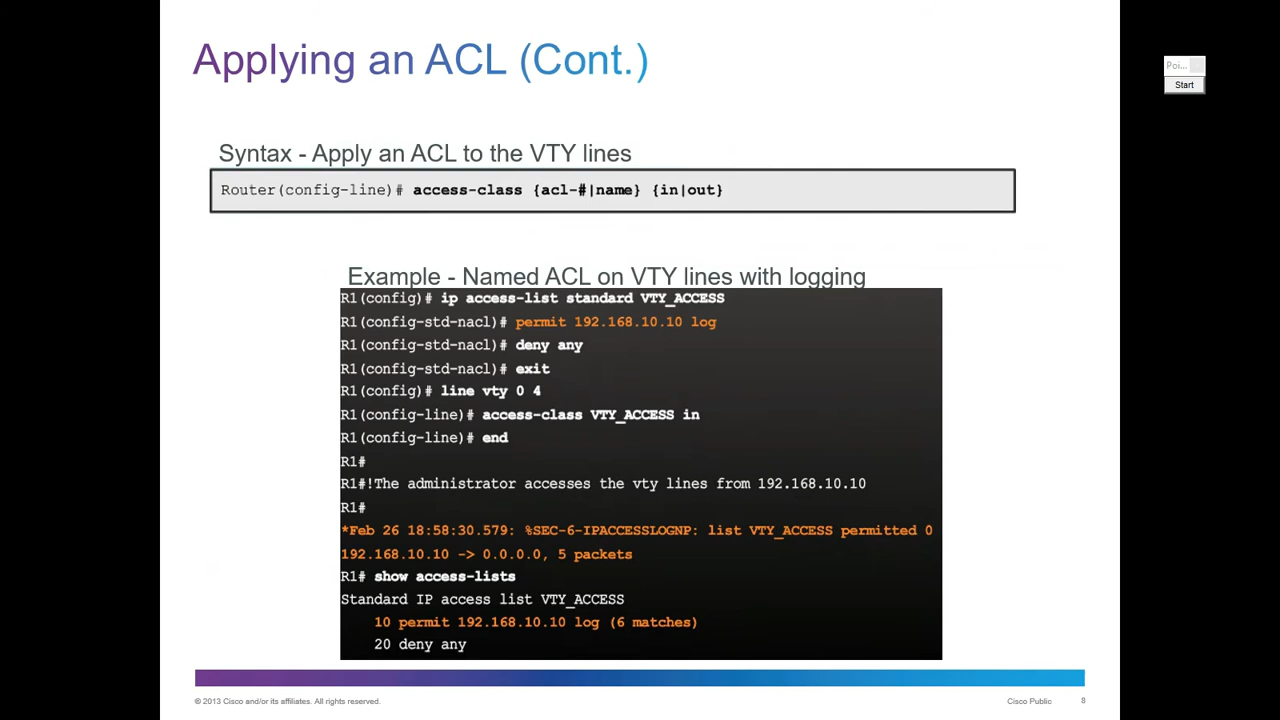 Applying an ACL (Cont.)
Poi...
Start
Syntax - Apply an ACL to the VTY lines
Router(config-line)# access-class {acl-#|name} {in|out}
Example - Named ACL on VTY lines with logging
R1(config)# ip access-list standard VTY_ACCESS
R1(config-std-nacl)# permit 192.168.10.10 log
R1(config-std-nacl)# deny any
R1(config-std-nacl)# exit
R1(config)# line vty 0 4
R1(config-line)# access-class VTY_ACCESS in
R1(config-line)# end
R1#
R1#!The administrator accesses the vty lines from 192.168.10.10
R1#
*Feb 26 18:58:30.579: %SEC-6-IPACCESSLOGNP: list VTY_ACCESS permitted 0
192.168.10.10 -> 0.0.0.0, 5 packets
R1# show access-lists
Standard IP access list VTY_ACCESS
10 permit 192.168.10.10 log (6 matches)
20 deny any
© 2013 Cisco and/or its affiliates. All rights reserved.
Cisco Public
8